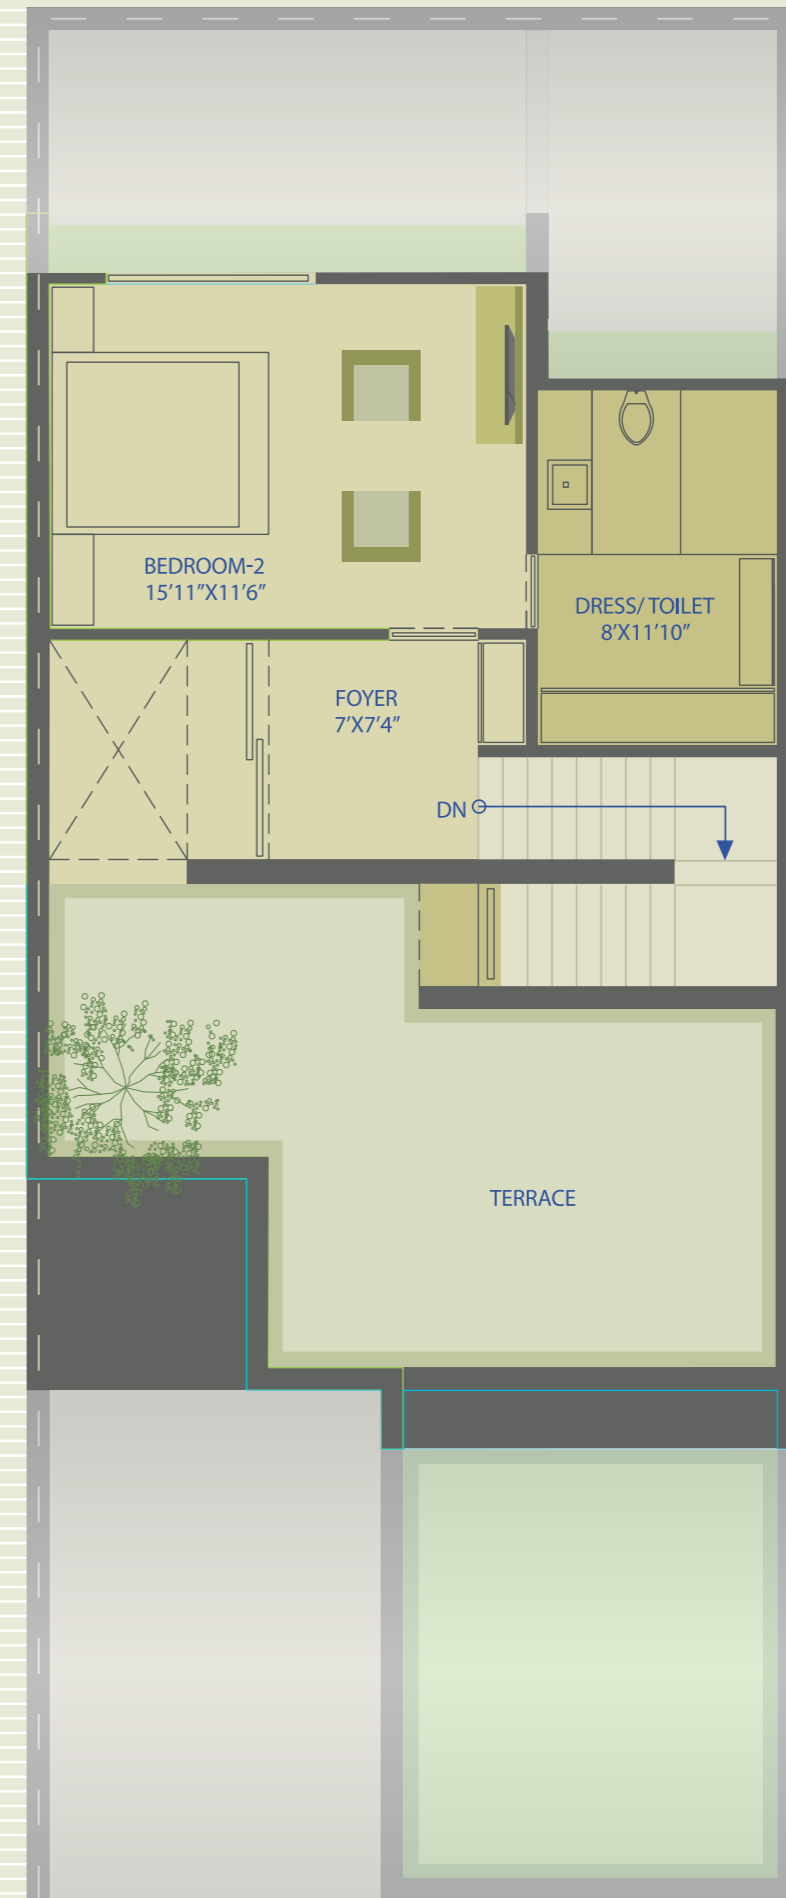 BEDROOM-2
15’11”X11’6”
DRESS/ TOILET
8’X11’10”
FOYER
7’X7’4”
DN
TERRACE